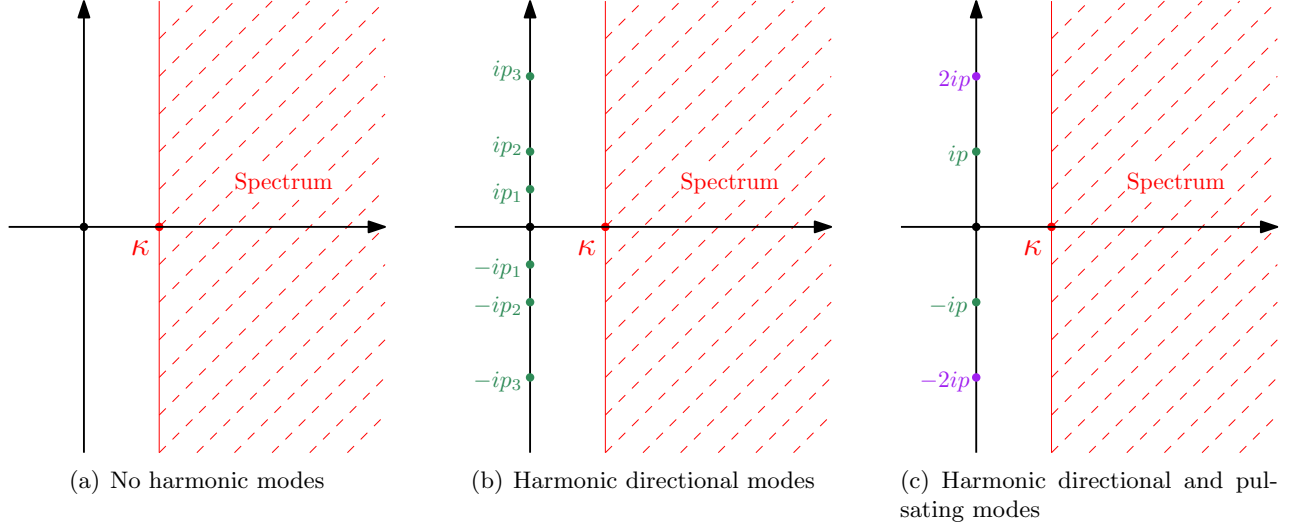 Spectrum
κ
(a) No harmonic modes
ip₃
ip₂
ip₁
−ip₁
−ip₂
−ip₃
Spectrum
κ
(b) Harmonic directional modes
2ip
ip
−ip
−2ip
Spectrum
κ
(c) Harmonic directional and pul-
sating modes